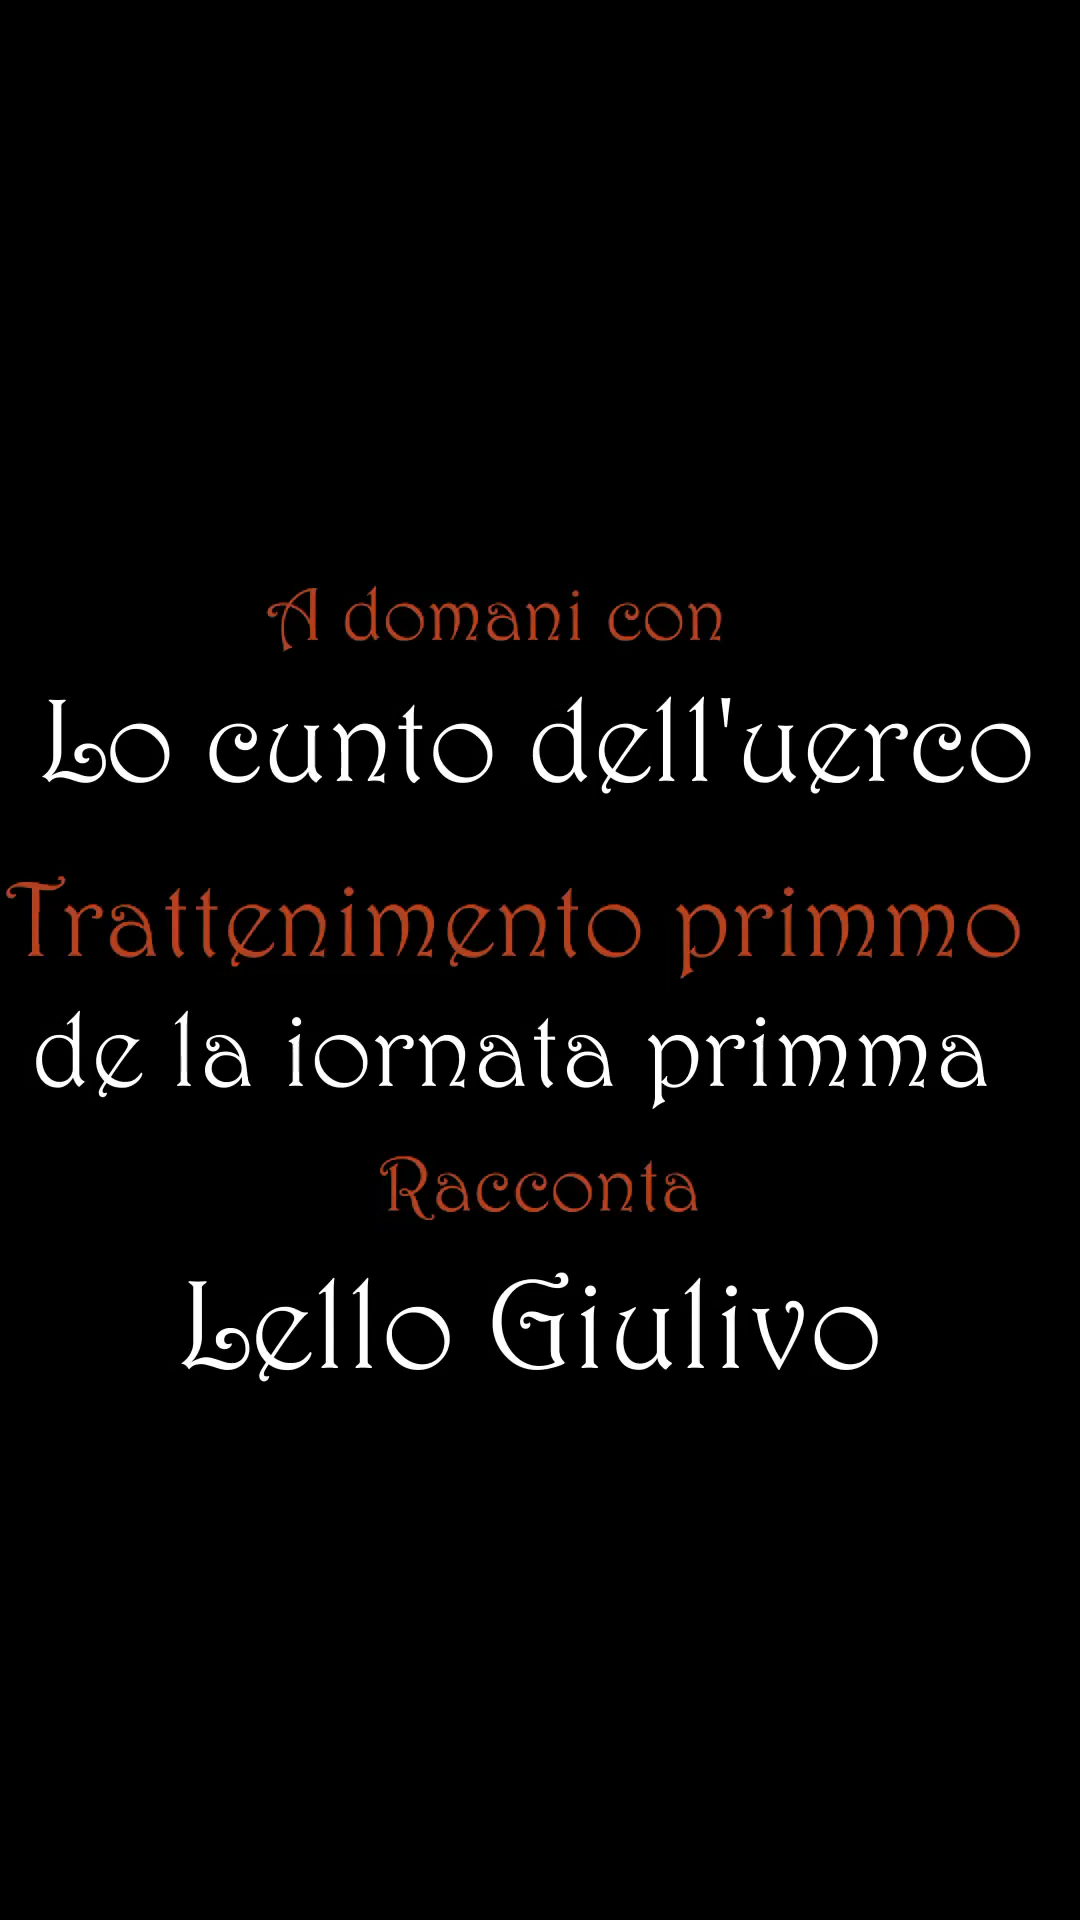 A domani con
Lo cunto dell'uerco
Trattenimento primmo
de la iornata primma
Racconta
Lello Giulivo